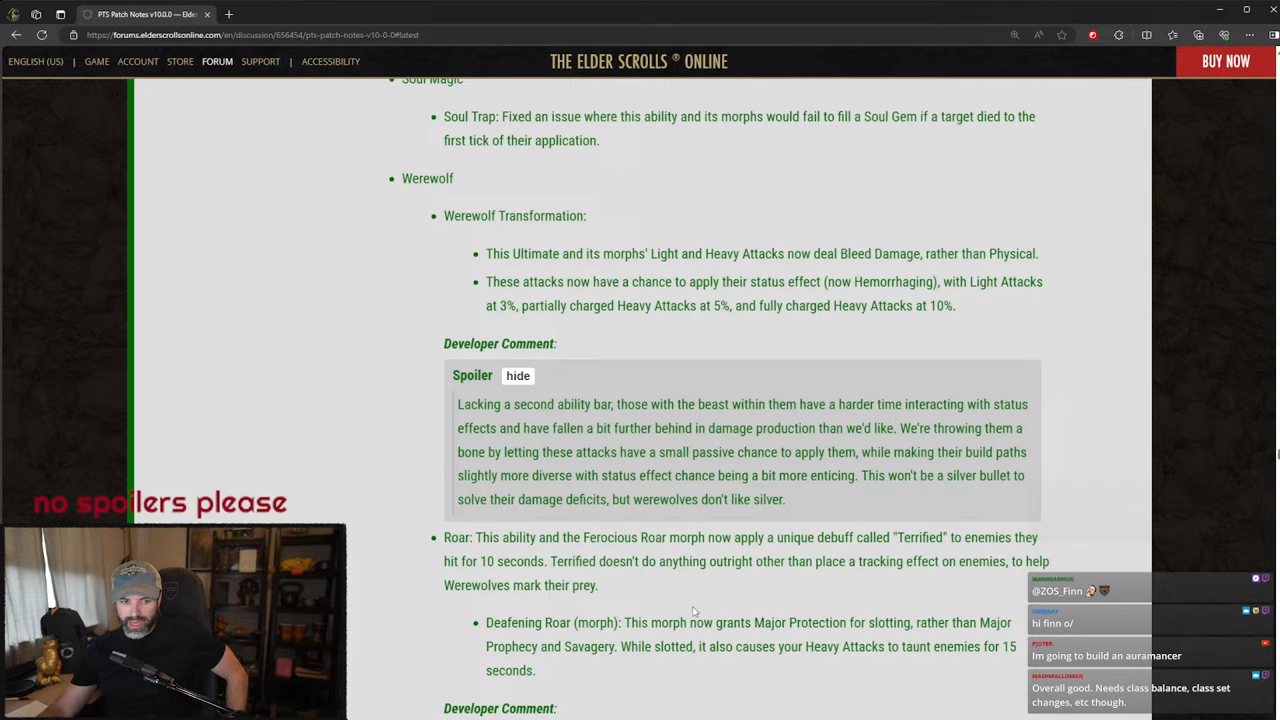 PTS Patch Notes v10.0.0 — Elder
https://forums.elderscrollsonline.com/en/discussion/656454/pts-patch-notes-v10-0-0#latest
ENGLISH (US) | GAME ACCOUNT STORE FORUM SUPPORT | ACCESSIBILITY
THE ELDER SCROLLS ® ONLINE
BUY NOW
Soul Magic
Soul Trap: Fixed an issue where this ability and its morphs would fail to fill a Soul Gem if a target died to the
first tick of their application.
Werewolf
Werewolf Transformation:
This Ultimate and its morphs' Light and Heavy Attacks now deal Bleed Damage, rather than Physical.
These attacks now have a chance to apply their status effect (now Hemorrhaging), with Light Attacks
at 3%, partially charged Heavy Attacks at 5%, and fully charged Heavy Attacks at 10%.
Developer Comment:
Spoiler hide
Lacking a second ability bar, those with the beast within them have a harder time interacting with status
effects and have fallen a bit further behind in damage production than we'd like. We're throwing them a
bone by letting these attacks have a small passive chance to apply them, while making their build paths
slightly more diverse with status effect chance being a bit more enticing. This won't be a silver bullet to
solve their damage deficits, but werewolves don't like silver.
no spoilers please
Roar: This ability and the Ferocious Roar morph now apply a unique debuff called "Terrified" to enemies they
hit for 10 seconds. Terrified doesn't do anything outright other than place a tracking effect on enemies, to help
Werewolves mark their prey.
Deafening Roar (morph): This morph now grants Major Protection for slotting, rather than Major
Prophecy and Savagery. While slotted, it also causes your Heavy Attacks to taunt enemies for 15
seconds.
Developer Comment:
@ZOS_Finn
hi finn o/
PJOTER
Im going to build an auramancer
MASHMALLOMAN
Overall good. Needs class balance, class set
changes, etc though.